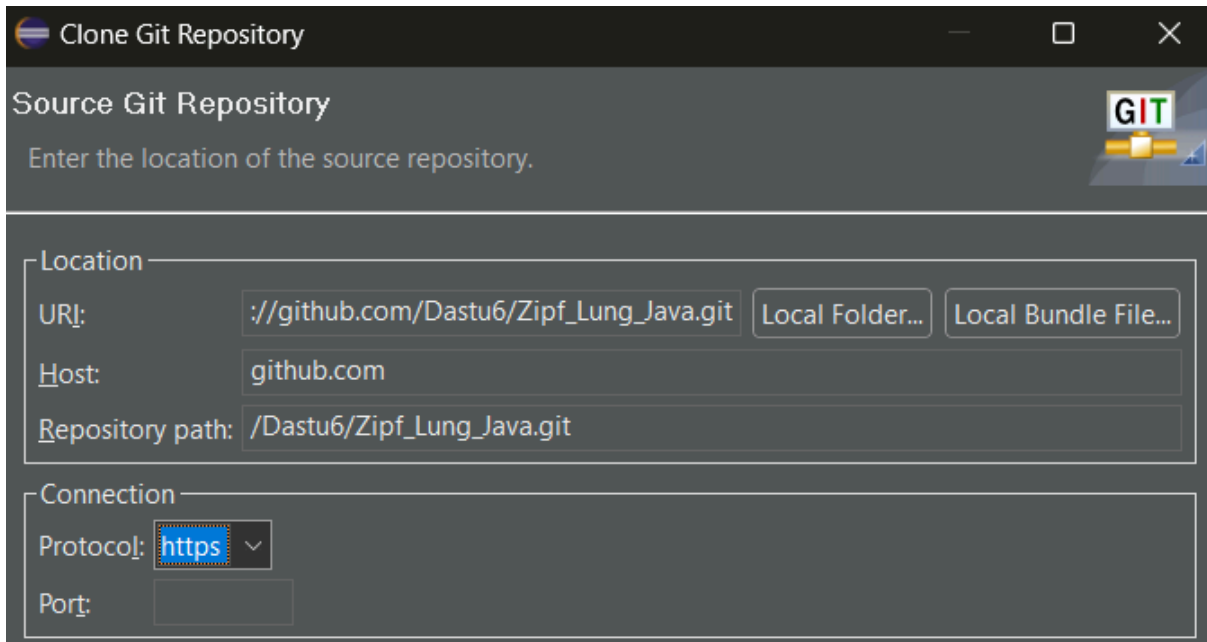 Clone Git Repository
Source Git Repository
GIT
Enter the location of the source repository.
Location
URI: ://github.com/Dastu6/Zipf_Lung_Java.git Local Folder... Local Bundle File...
Host: github.com
Repository path: /Dastu6/Zipf_Lung_Java.git
Connection
Protocol: https
Port: